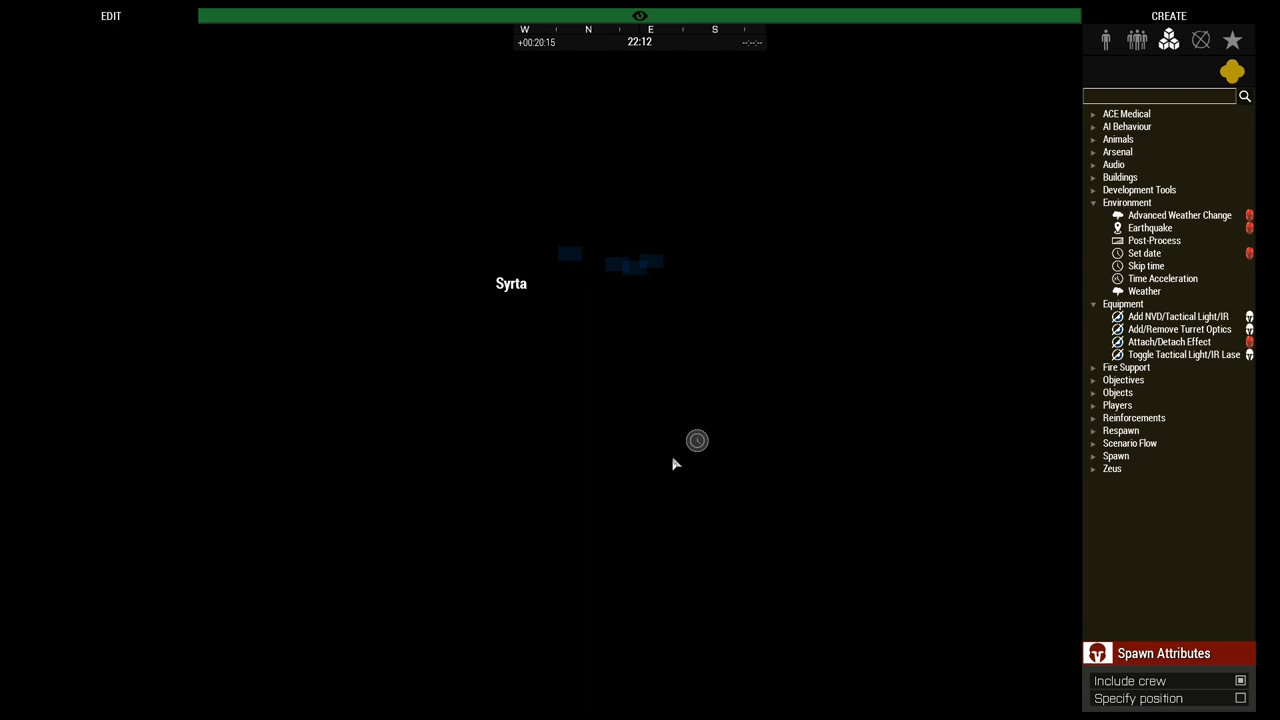 EDIT
CREATE
W N E S
+00:20:15 22:12 --:--:--
ACE Medical
AI Behaviour
Animals
Arsenal
Audio
Buildings
Development Tools
Environment
Advanced Weather Change
Earthquake
Post-Process
Set date
Skip time
Time Acceleration
Weather
Syrta
Equipment
Add NVD/Tactical Light/IR
Add/Remove Turret Optics
Attach/Detach Effect
Toggle Tactical Light/IR Lase
Fire Support
Objectives
Objects
Players
Reinforcements
Respawn
Scenario Flow
Spawn
Zeus
Spawn Attributes
Include crew
Specify position